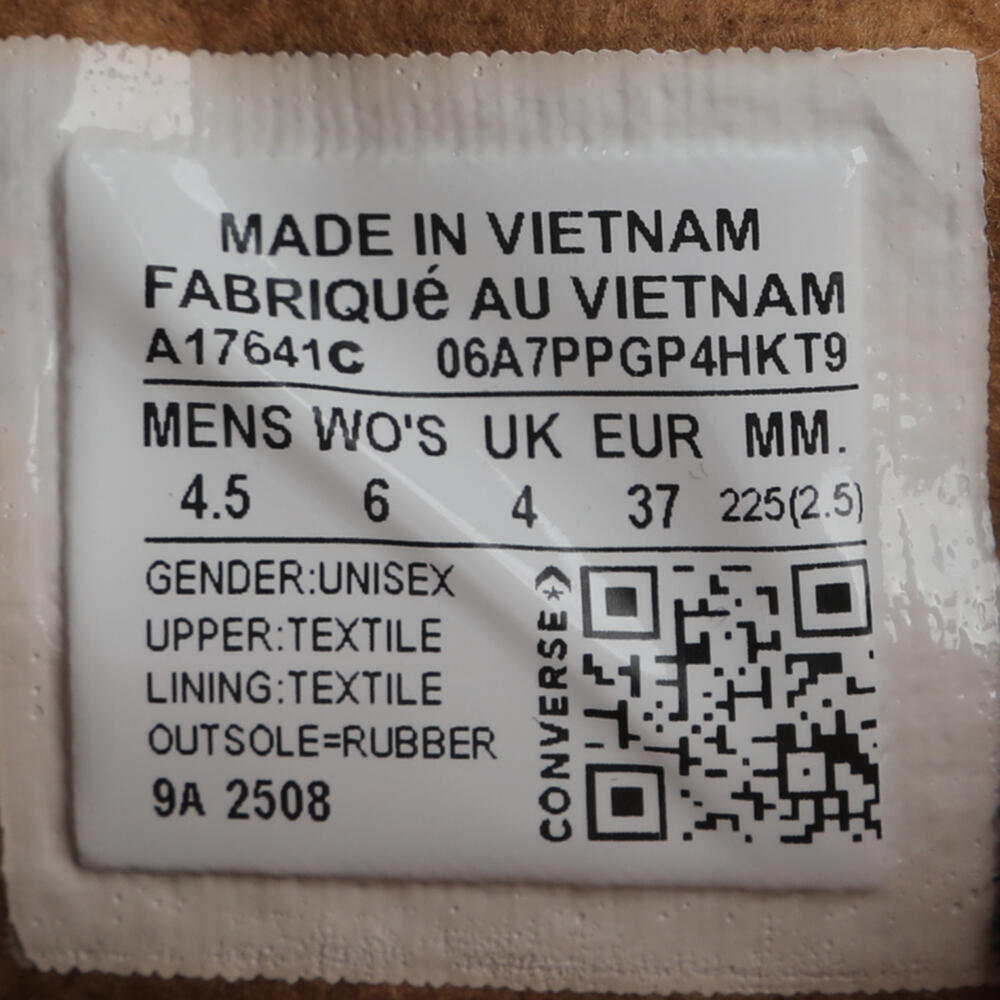 MADE IN VIETNAM
FABRIQUé AU VIETNAM
A17641C 06A7PPGP4HKT9
MENS WO'S UK EUR MM.
4.5 6 4 37 225(2.5)
GENDER:UNISEX
UPPER:TEXTILE
LINING:TEXTILE
OUTSOLE=RUBBER
9A 2508
CONVERSE